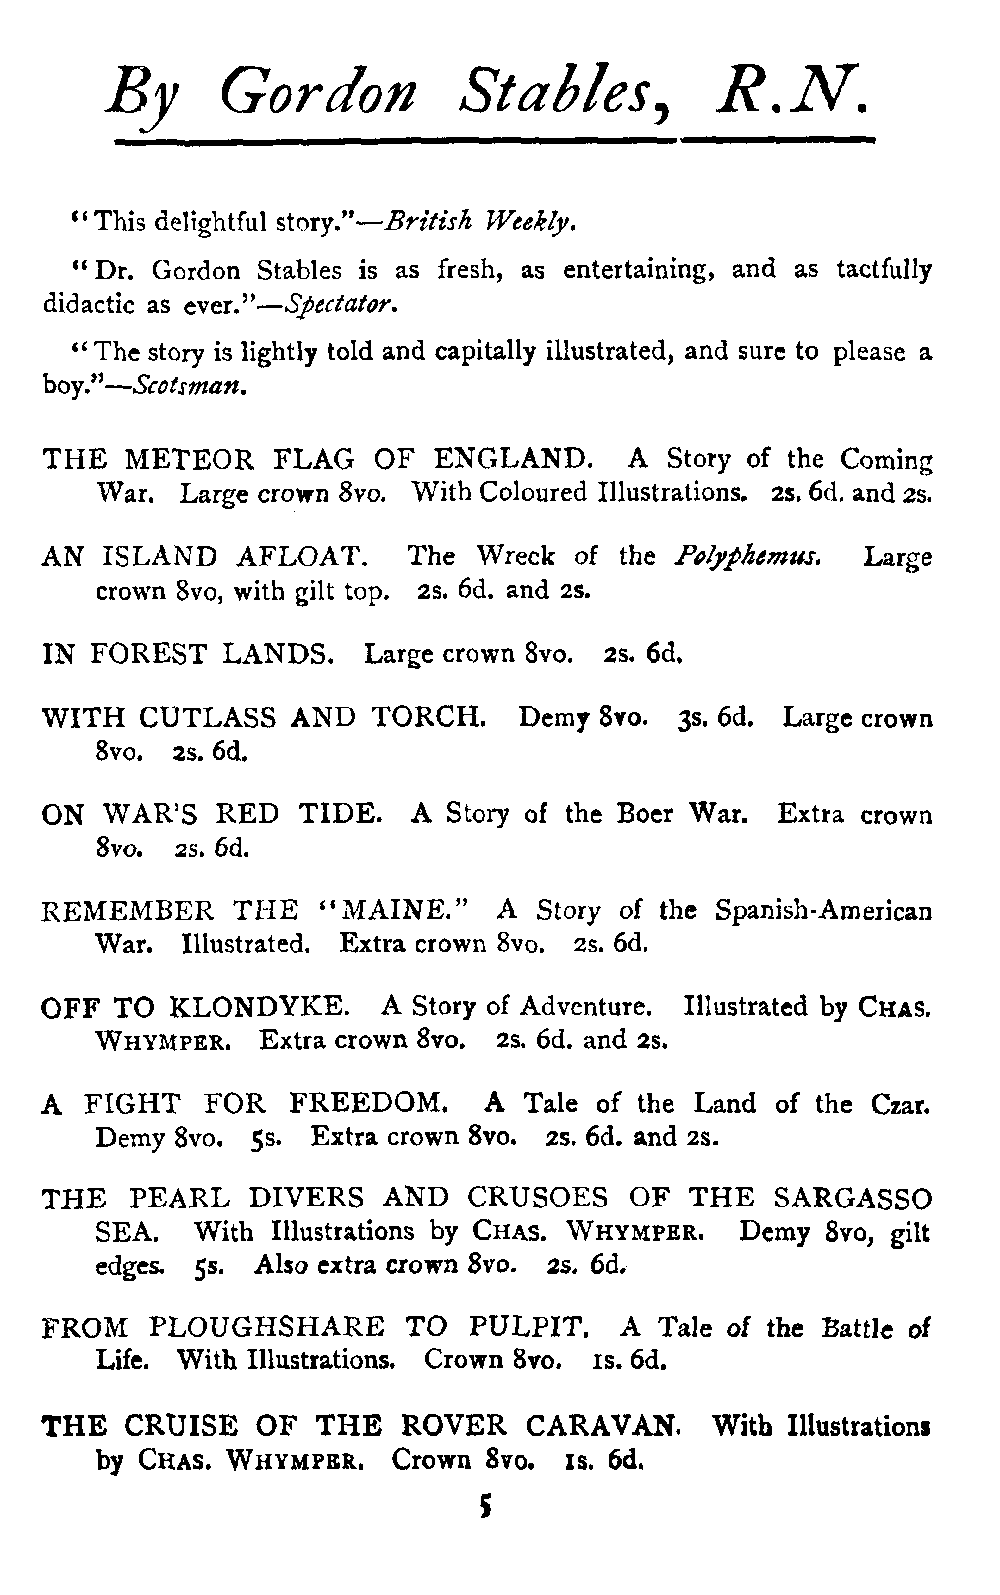 By Gordon Stables, R.N.
"This delightful story."—British Weekly.
"Dr. Gordon Stables is as fresh, as entertaining, and as tactfully
didactic as ever."—Spectator.
"The story is lightly told and capitally illustrated, and sure to please a
boy."—Scotsman.
THE METEOR FLAG OF ENGLAND. A Story of the Coming
War. Large crown 8vo. With Coloured Illustrations. 2s. 6d. and 2s.
AN ISLAND AFLOAT. The Wreck of the Polyphemus. Large
crown 8vo, with gilt top. 2s. 6d. and 2s.
IN FOREST LANDS. Large crown 8vo. 2s. 6d.
WITH CUTLASS AND TORCH. Demy 8vo. 3s. 6d. Large crown
8vo. 2s. 6d.
ON WAR'S RED TIDE. A Story of the Boer War. Extra crown
8vo. 2s. 6d.
REMEMBER THE "MAINE." A Story of the Spanish-American
War. Illustrated. Extra crown 8vo. 2s. 6d.
OFF TO KLONDYKE. A Story of Adventure. Illustrated by CHAS.
WHYMPER. Extra crown 8vo. 2s. 6d. and 2s.
A FIGHT FOR FREEDOM. A Tale of the Land of the Czar.
Demy 8vo. 5s. Extra crown 8vo. 2s. 6d. and 2s.
THE PEARL DIVERS AND CRUSOES OF THE SARGASSO
SEA. With Illustrations by CHAS. WHYMPER. Demy 8vo, gilt
edges. 5s. Also extra crown 8vo. 2s. 6d.
FROM PLOUGHSHARE TO PULPIT. A Tale of the Battle of
Life. With Illustrations. Crown 8vo. 1s. 6d.
THE CRUISE OF THE ROVER CARAVAN. With Illustrations
by CHAS. WHYMPER. Crown 8vo. 1s. 6d.
5